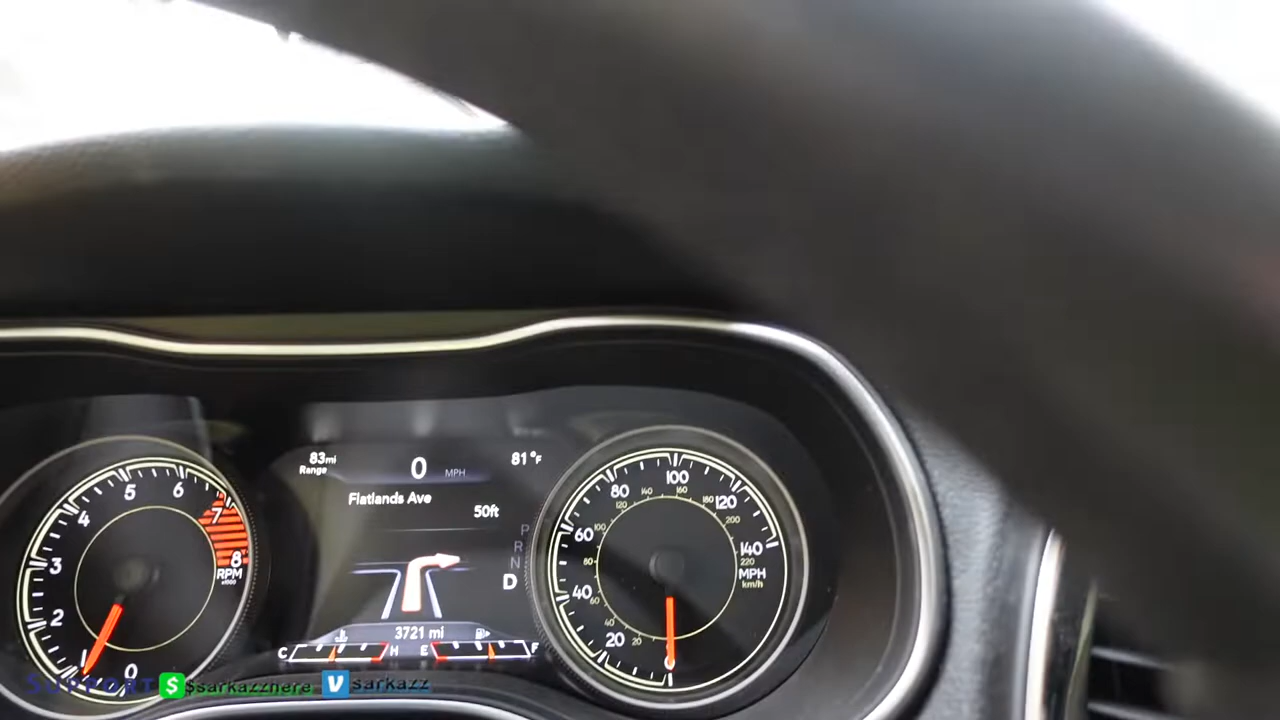 83mi
Range
0 MPH
81 °F
Flatlands Ave
50ft
P
R
N
D
3721 mi
C H E F
1 2 3 4 5 6 7 8
0
RPM
x1000
0 20 40 60 80 100 120 140
MPH
km/h
20 40 60 80 100 120 140 160 180 200 220
SUPPORT $sarkazzhere sarkazz